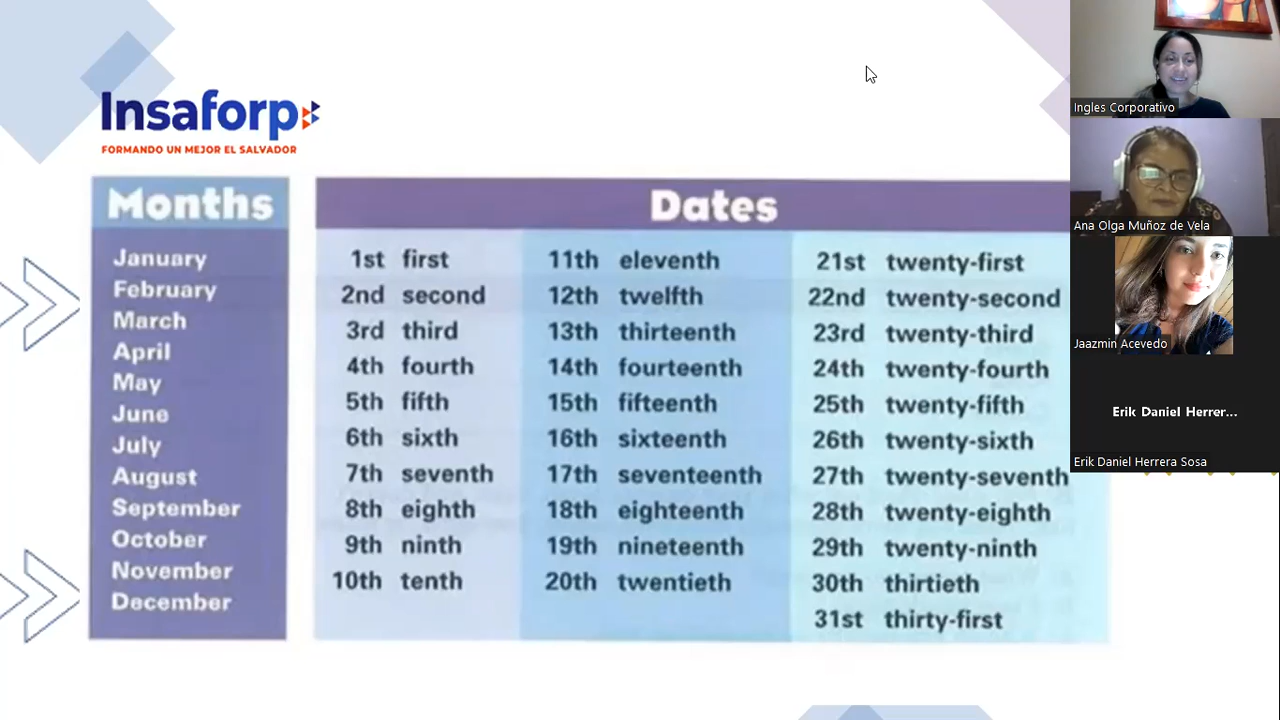 Insaforp
FORMANDO UN MEJOR EL SALVADOR
Months
January
February
March
April
May
June
July
August
September
October
November
December
Dates
1st first
2nd second
3rd third
4th fourth
5th fifth
6th sixth
7th seventh
8th eighth
9th ninth
10th tenth
11th eleventh
12th twelfth
13th thirteenth
14th fourteenth
15th fifteenth
16th sixteenth
17th seventeenth
18th eighteenth
19th nineteenth
20th twentieth
21st twenty-first
22nd twenty-second
23rd twenty-third
24th twenty-fourth
25th twenty-fifth
26th twenty-sixth
27th twenty-seventh
28th twenty-eighth
29th twenty-ninth
30th thirtieth
31st thirty-first
Ingles Corporativo
Ana Olga Muñoz de Vela
Jaazmin Acevedo
Erik Daniel Herrer...
Erik Daniel Herrera Sosa